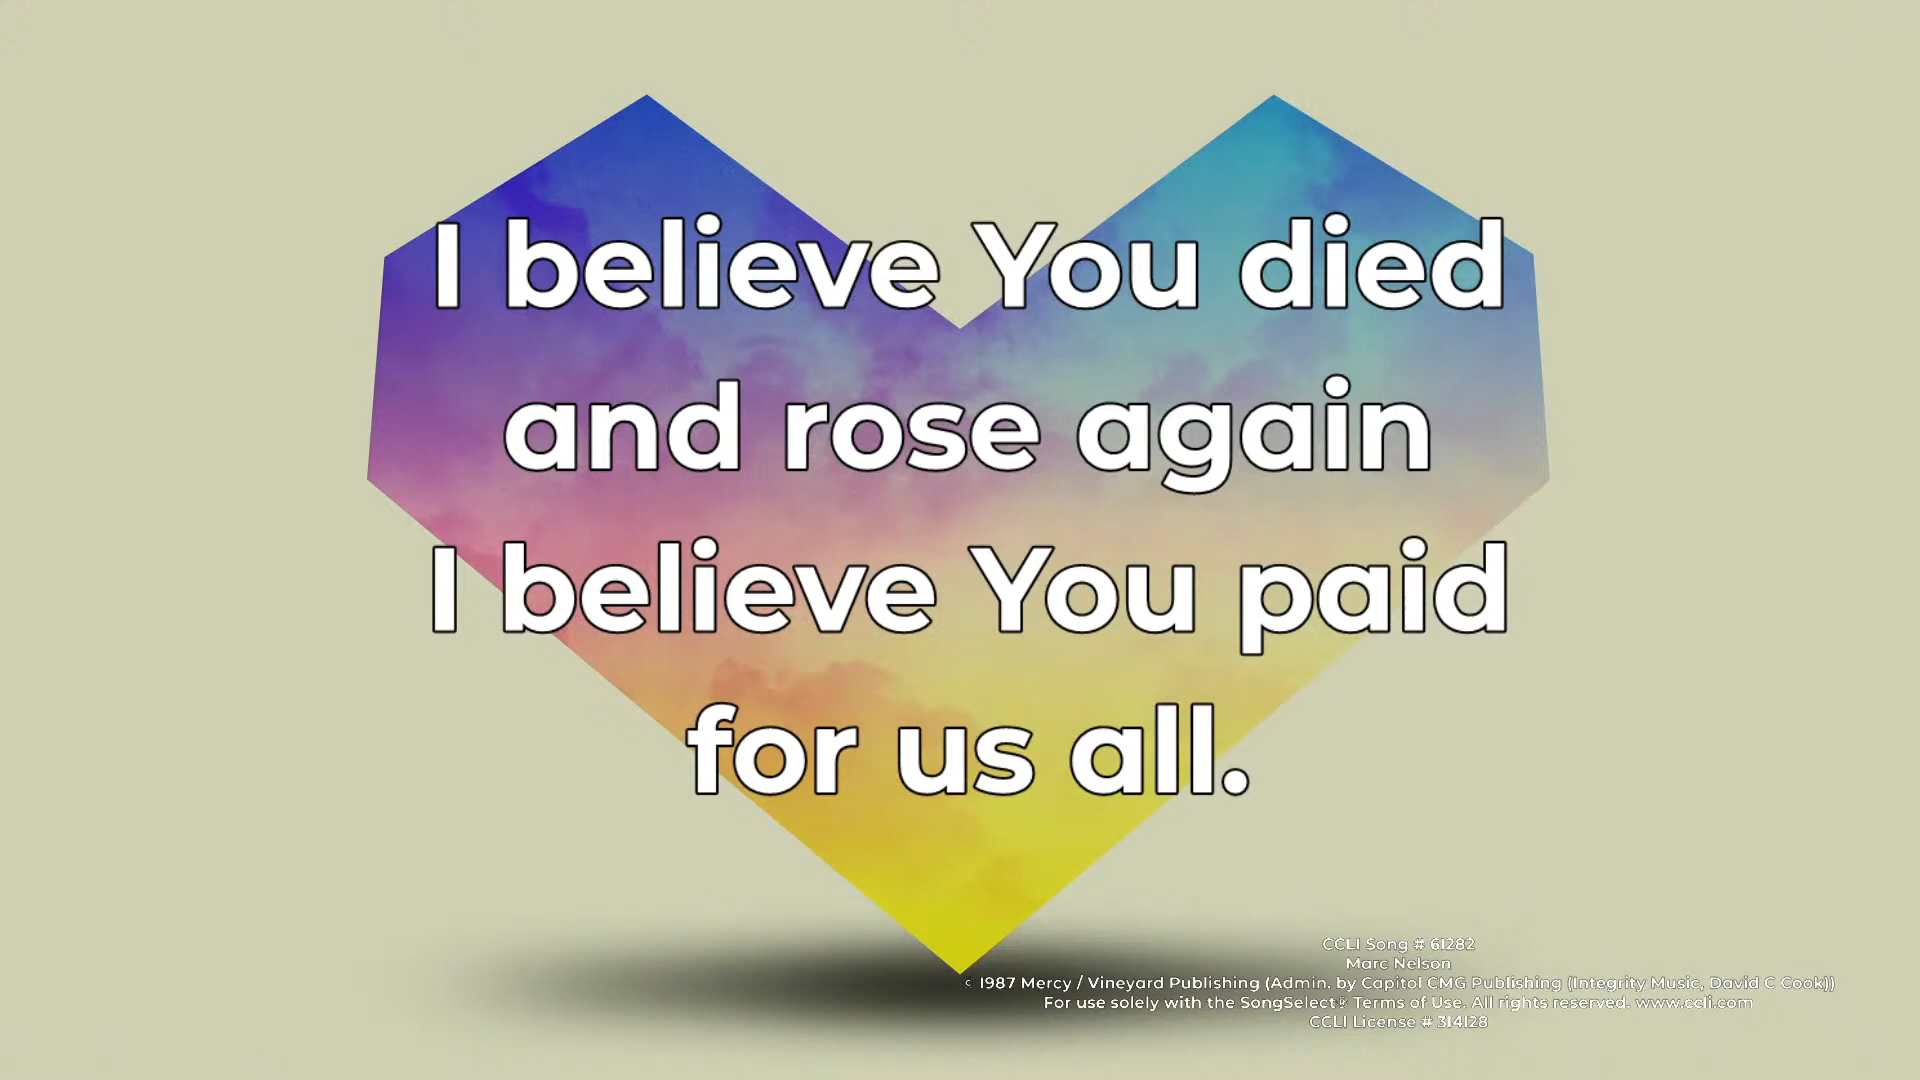 I believe You died
and rose again
I believe You paid
for us all.
CCLI Song # 61282
Marc Nelson
© 1987 Mercy / Vineyard Publishing (Admin. by Capitol CMG Publishing (Integrity Music, David C Cook))
For use solely with the SongSelect® Terms of Use. All rights reserved. www.ccli.com
CCLI License # 314128